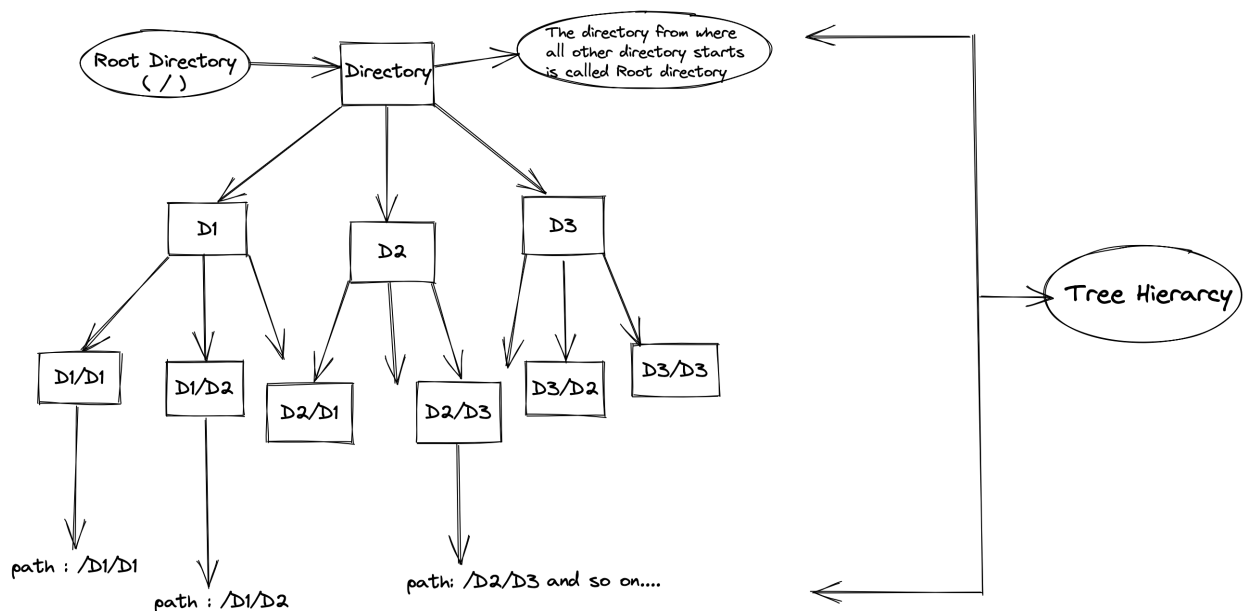 Root Directory
( / )
Directory
The directory from where
all other directory starts
is called Root directory
D1
D2
D3
Tree Hierarcy
D1/D1
D1/D2
D2/D1
D2/D3
D3/D2
D3/D3
path : /D1/D1
path : /D1/D2
path: /D2/D3 and so on....